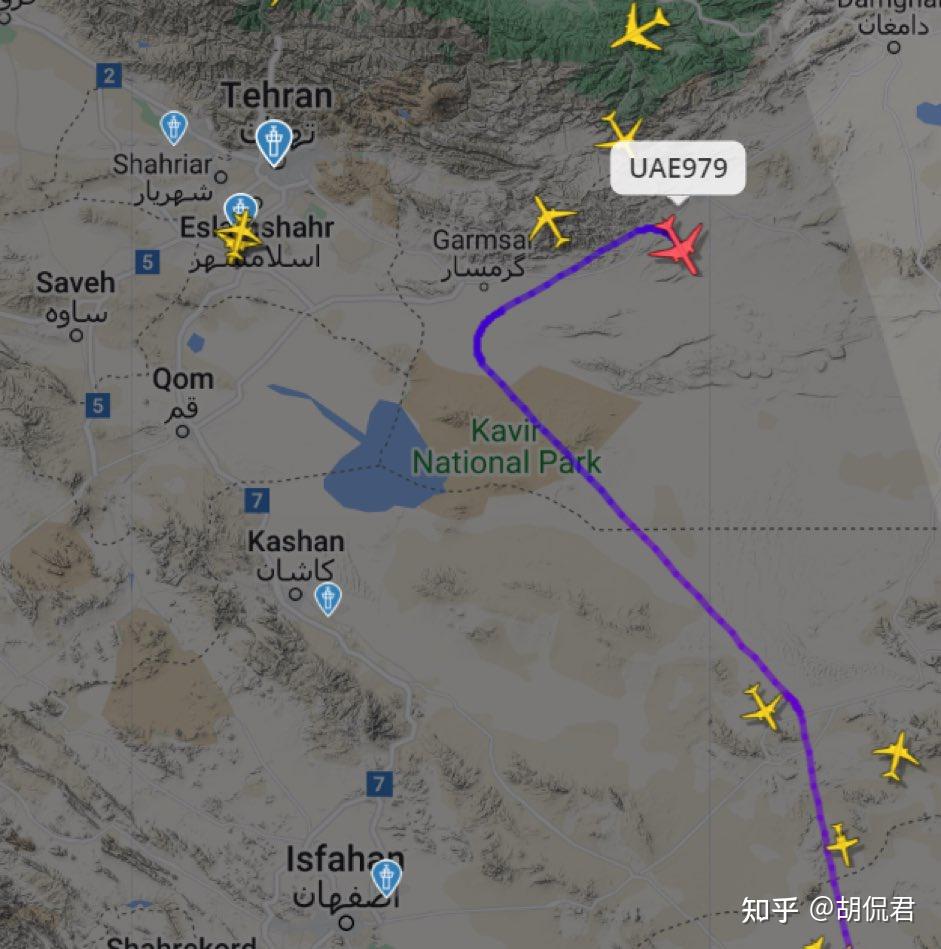 Damghan
دامغان
2
Tehran
تهران
UAE979
Shahriar
شهریار
Eslamshahr
اسلامشهر
Garmsar
گرمسار
5
Saveh
ساوه
Qom
قم
5
Kavir
National Park
7
Kashan
کاشان
7
Isfahan
اصفهان
知乎 @胡侃君
Shahrekord